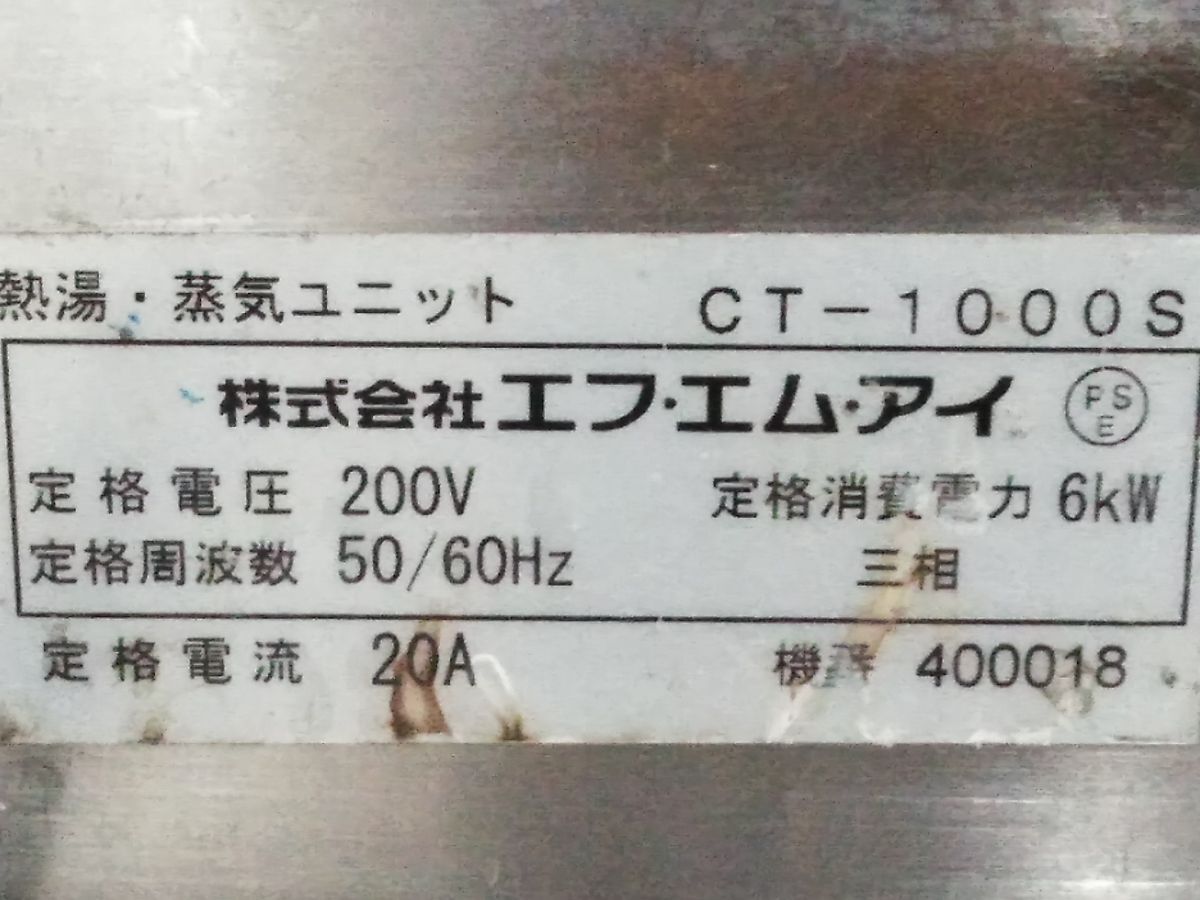 熱湯・蒸気ユニット CT-1000S
株式会社エフ・エム・アイ PSE
定格電圧 200V 定格消費電力 6kW
定格周波数 50/60Hz 三相
定格電流 20A 機番 400018